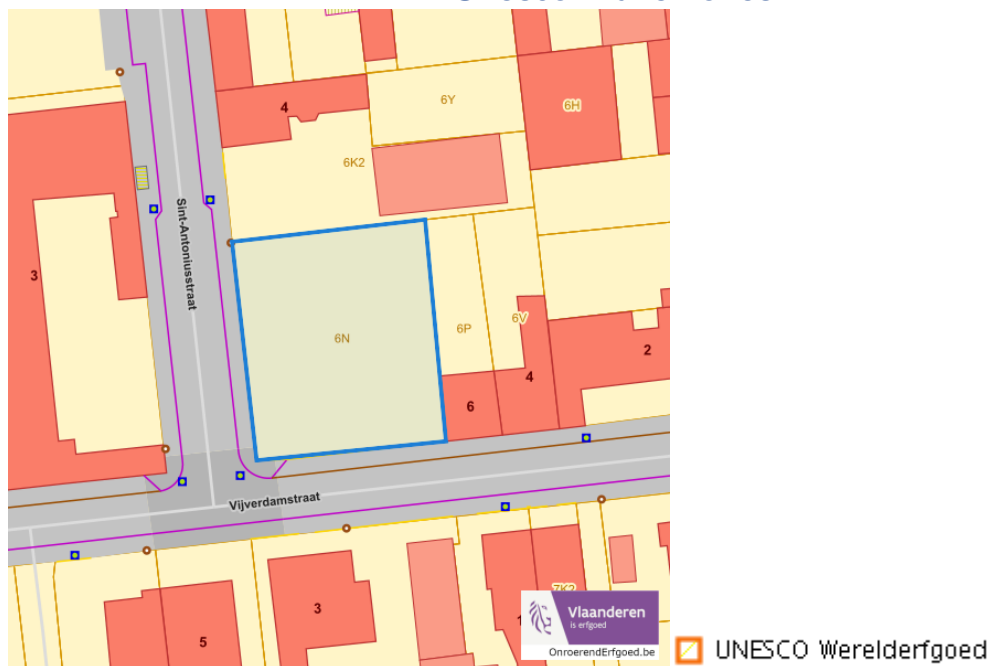 4
6Y
6H
6K2
Sint-Antoniusstraat
3
6N
6P
6V
2
4
6
Vijverdamstraat
3
5
Vlaanderen
is erfgoed
OnroerendErfgoed.be
UNESCO Werelderfgoed